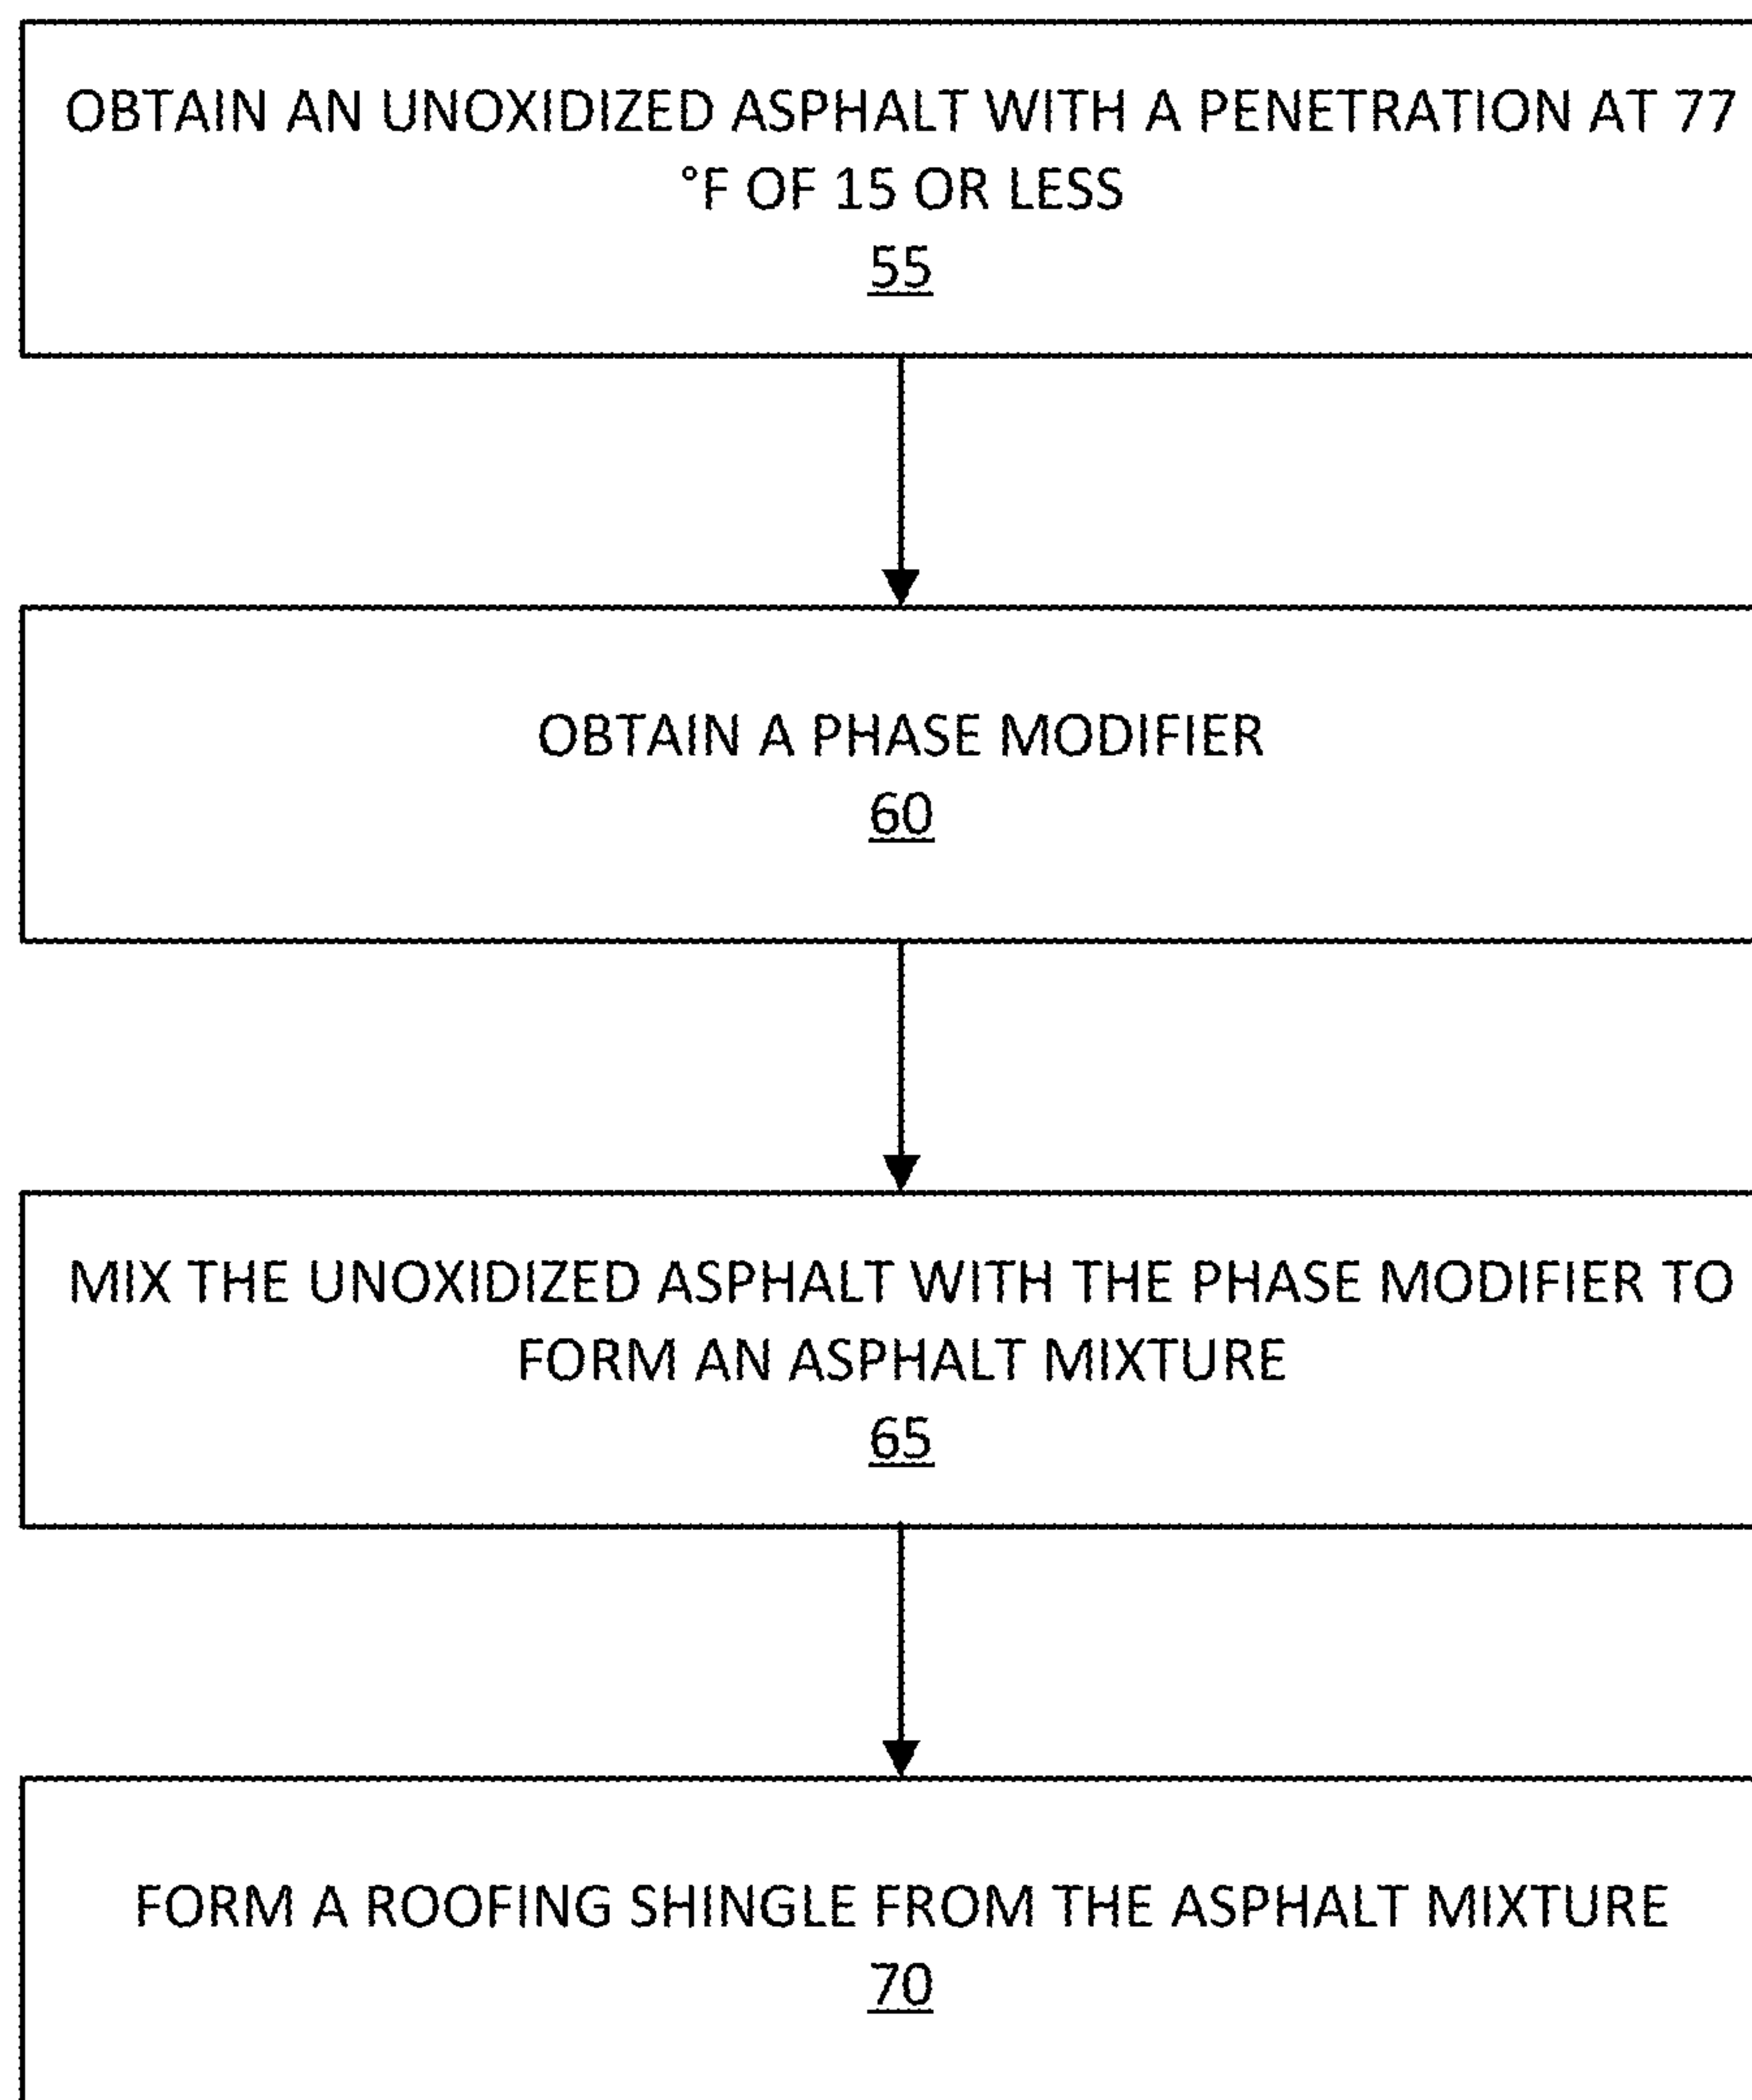 OBTAIN AN UNOXIDIZED ASPHALT WITH A PENETRATION AT 77
°F OF 15 OR LESS
55
OBTAIN A PHASE MODIFIER
60
MIX THE UNOXIDIZED ASPHALT WITH THE PHASE MODIFIER TO
FORM AN ASPHALT MIXTURE
65
FORM A ROOFING SHINGLE FROM THE ASPHALT MIXTURE
70